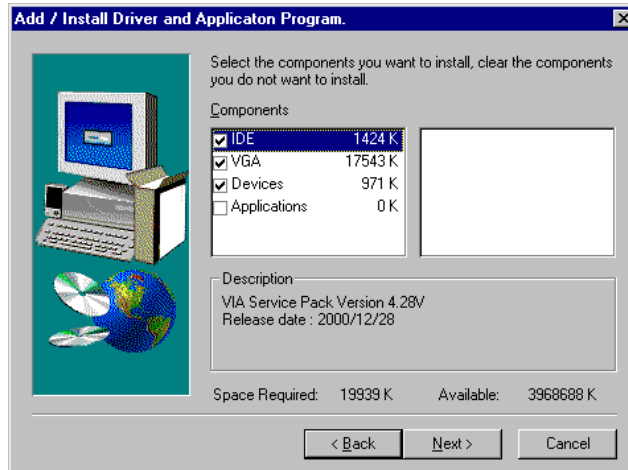 Add / Install Driver and Applicaton Program.
Select the components you want to install, clear the components
you do not want to install.
Components
IDE 1424 K
VGA 17543 K
Devices 971 K
Applications 0 K
Description
VIA Service Pack Version 4.28V
Release date : 2000/12/28
Space Required: 19939 K Available: 3968688 K
< Back Next > Cancel